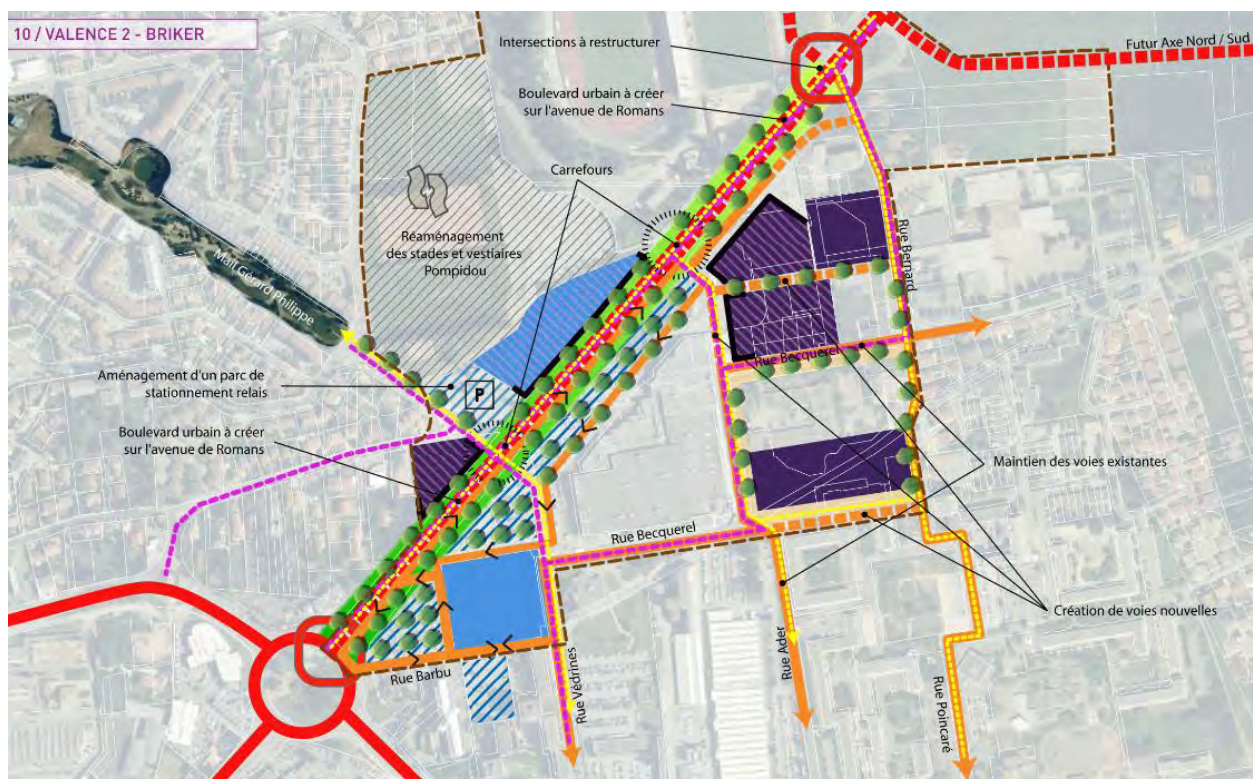 10 / VALENCE 2 - BRIKER
Intersections à restructurer
Futur Axe Nord / Sud
Boulevard urbain à créer
sur l'avenue de Romans
Carrefours
Réaménagement
des stades et vestiaires
Pompidou
Rue Bernard
Mail Gérard Philippe
Rue Becquerel
Aménagement d'un parc de
stationnement relais
P
Boulevard urbain à créer
sur l'avenue de Romans
Maintien des voies existantes
Rue Becquerel
Création de voies nouvelles
Rue Barbu
Rue Védrines
Rue Ader
Rue Poincaré